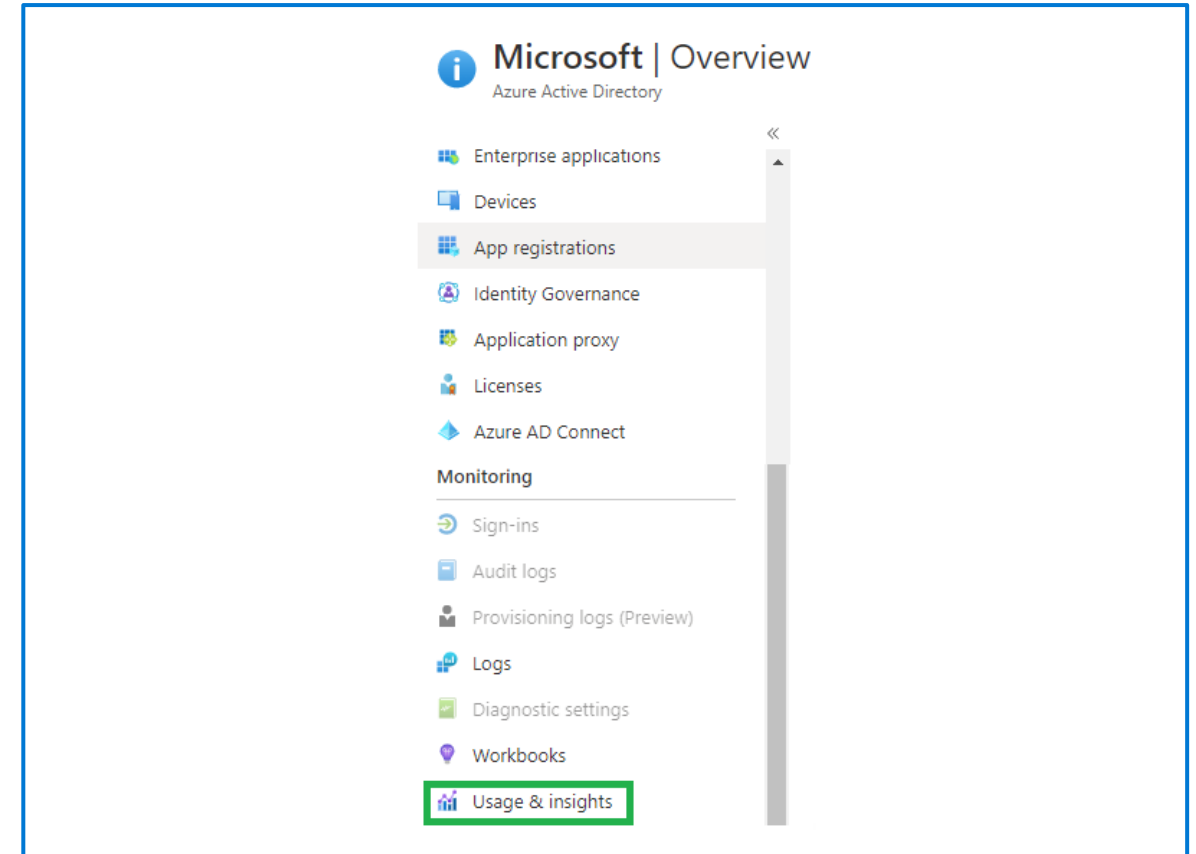 Microsoft | Overview
Azure Active Directory
«
Enterprise applications
Devices
App registrations
Identity Governance
Application proxy
Licenses
Azure AD Connect
Monitoring
Sign-ins
Audit logs
Provisioning logs (Preview)
Logs
Diagnostic settings
Workbooks
Usage & insights